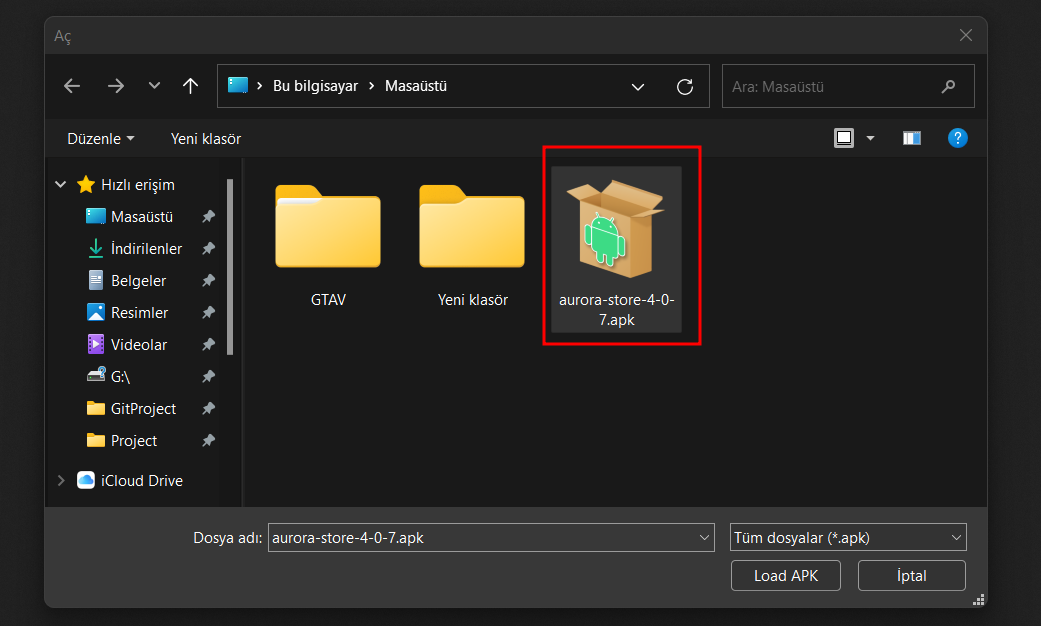 Aç
Bu bilgisayar
Masaüstü
Ara: Masaüstü
Düzenle
Yeni klasör
?
Hızlı erişim
Masaüstü
İndirilenler
Belgeler
Resimler
Videolar
G:\
GitProject
Project
iCloud Drive
GTAV
Yeni klasör
aurora-store-4-0-
7.apk
Dosya adı:
aurora-store-4-0-7.apk
Tüm dosyalar (*.apk)
Load APK
İptal